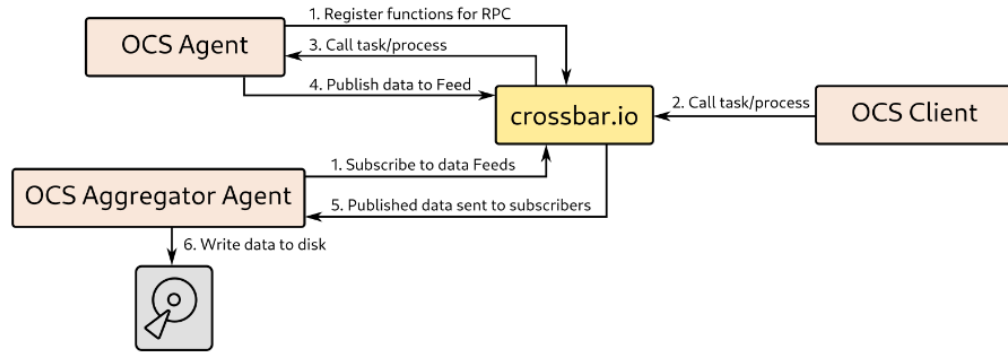 1. Register functions for RPC
OCS Agent
3. Call task/process
4. Publish data to Feed
crossbar.io
2. Call task/process
OCS Client
1. Subscribe to data Feeds
OCS Aggregator Agent
5. Published data sent to subscribers
6. Write data to disk